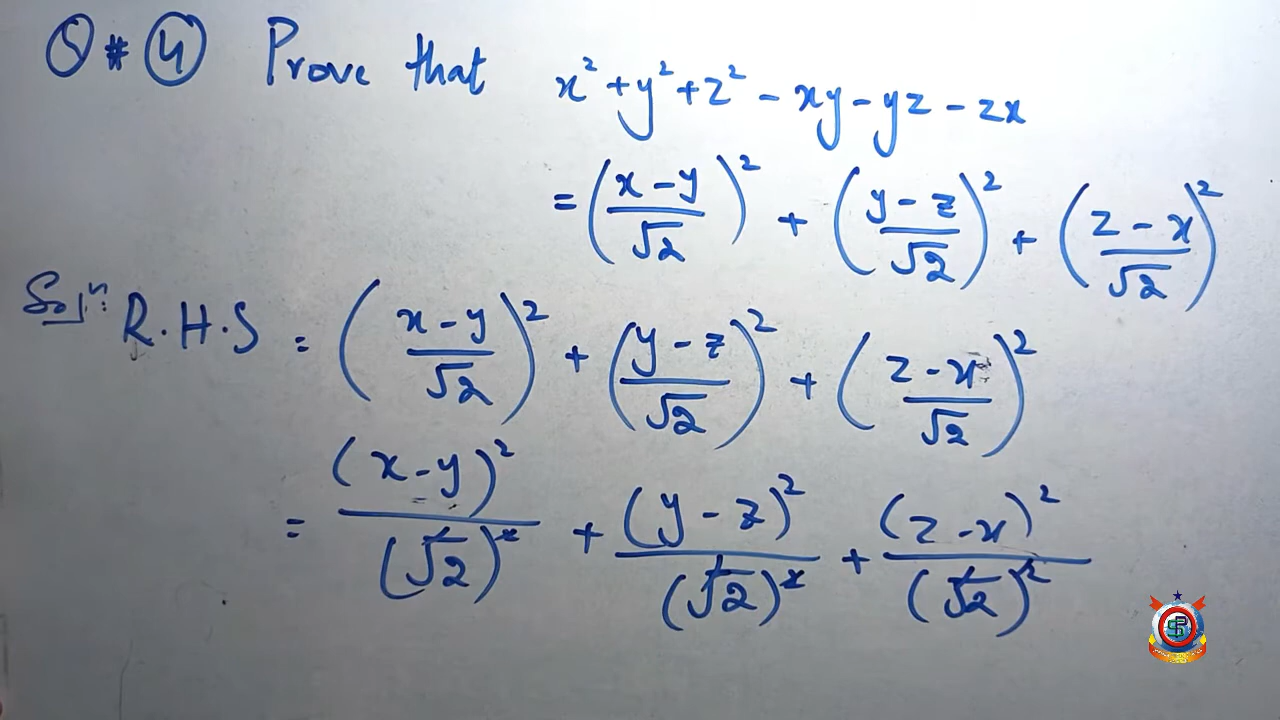 Q # 4 Prove that x² + y² + z² - xy - yz - zx
= ((x - y)/√2)² + ((y - z)/√2)² + ((z - x)/√2)²
Solⁿ: R.H.S = ((x - y)/√2)² + ((y - z)/√2)² + ((z - x)/√2)²
= (x - y)²/(√2)² + (y - z)²/(√2)² + (z - x)²/(√2)²